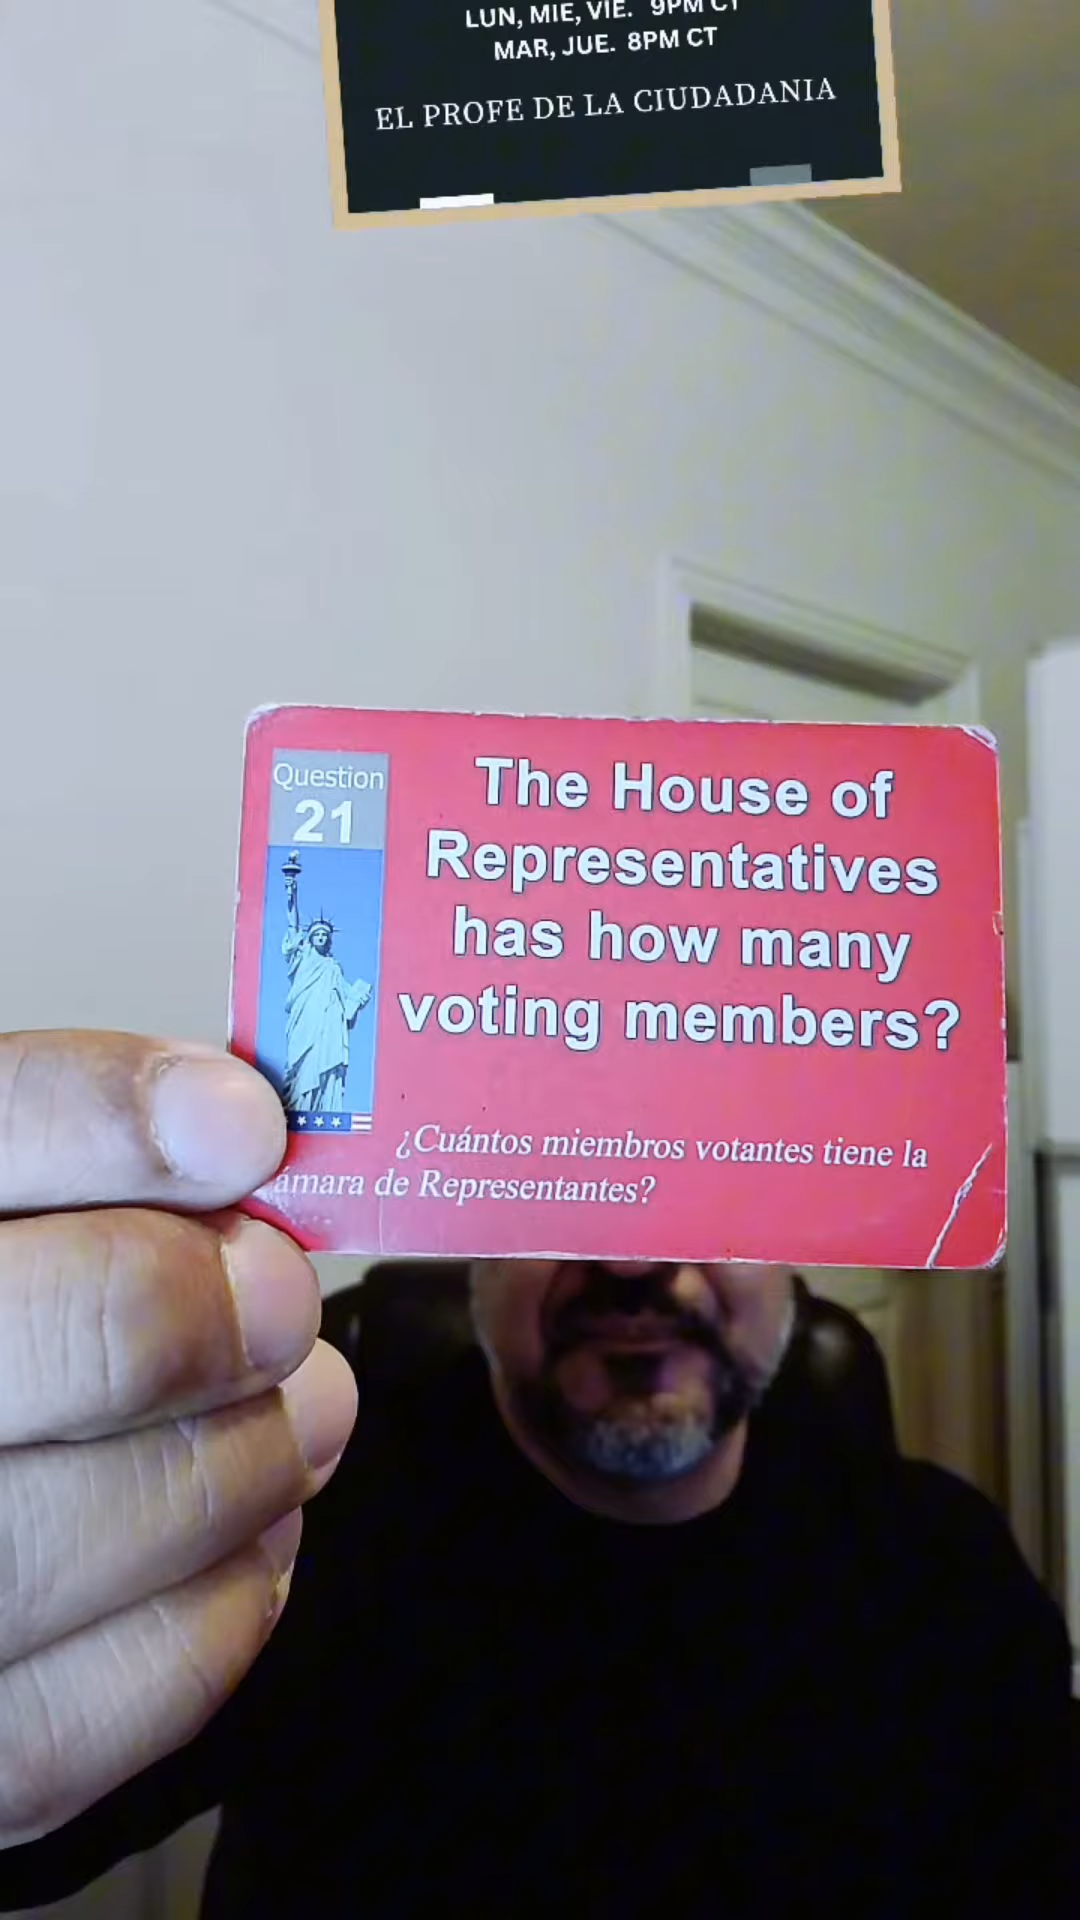 LUN, MIE, VIE. 9PM CT
MAR, JUE. 8PM CT
EL PROFE DE LA CIUDADANIA
Question
21
The House of
Representatives
has how many
voting members?
¿Cuántos miembros votantes tiene la
ámara de Representantes?